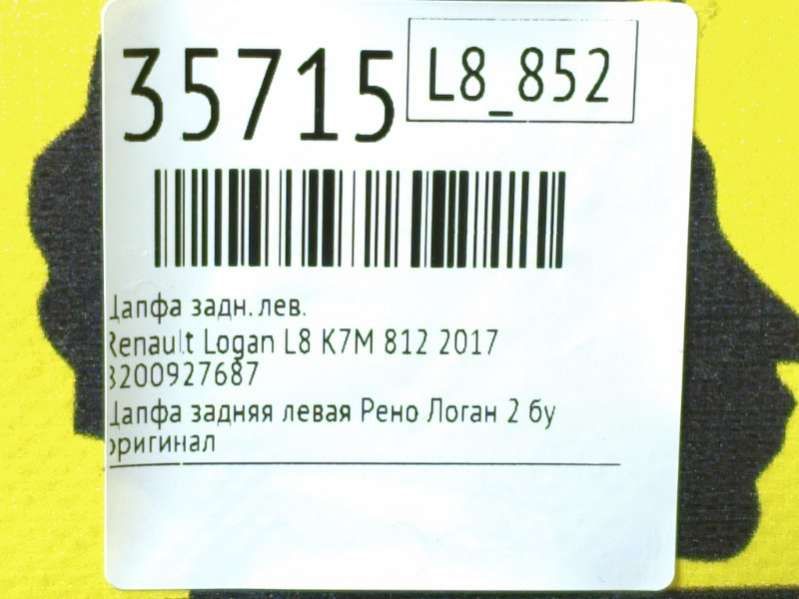 35715
L8_852
Цапфа задн. лев.
Renault Logan L8 K7M 812 2017
8200927687
Цапфа задняя левая Рено Логан 2 бу
оригинал